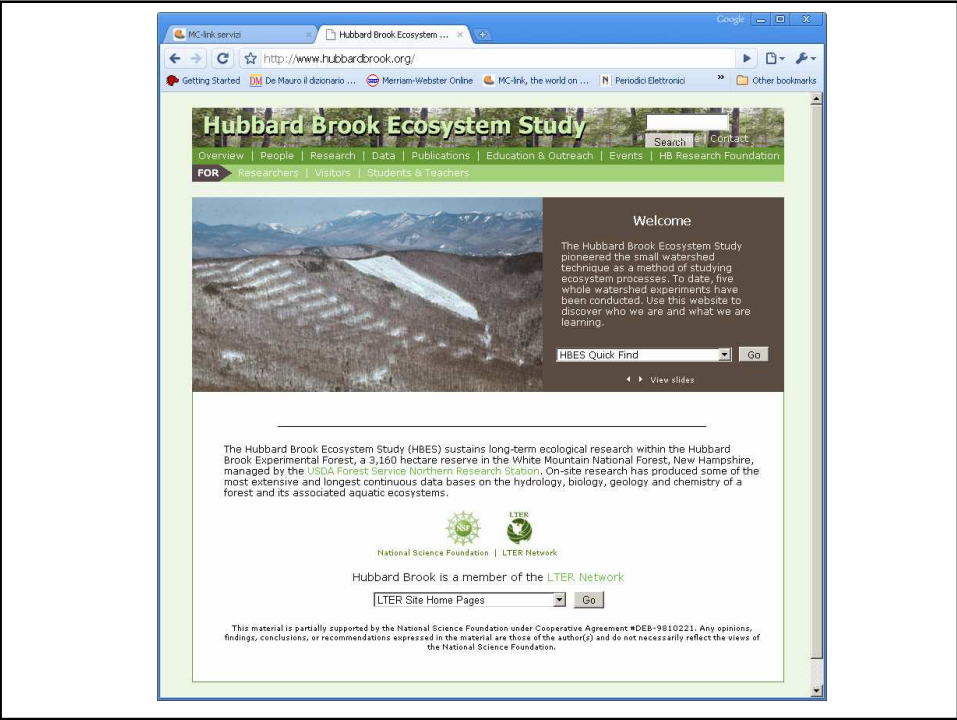 Google
MC-link servizi
Hubbard Brook Ecosystem ...
http://www.hubbardbrook.org/
Getting Started DM De Mauro il dizionario ... Merriam-Webster Online MC-link, the world on ... N Periodici Elettronici » Other bookmarks
Hubbard Brook Ecosystem Study
Search | Contact
Overview | People | Research | Data | Publications | Education & Outreach | Events | HB Research Foundation
FOR Researchers | Visitors | Students & Teachers
Welcome
The Hubbard Brook Ecosystem Study
pioneered the small watershed
technique as a method of studying
ecosystem processes. To date, five
whole watershed experiments have
been conducted. Use this website to
discover who we are and what we are
learning.
HBES Quick Find Go
View slides
The Hubbard Brook Ecosystem Study (HBES) sustains long-term ecological research within the Hubbard
Brook Experimental Forest, a 3,160 hectare reserve in the White Mountain National Forest, New Hampshire,
managed by the USDA Forest Service Northern Research Station. On-site research has produced some of the
most extensive and longest continuous data bases on the hydrology, biology, geology and chemistry of a
forest and its associated aquatic ecosystems.
NSF LTER
National Science Foundation | LTER Network
Hubbard Brook is a member of the LTER Network
LTER Site Home Pages Go
This material is partially supported by the National Science Foundation under Cooperative Agreement #DEB-9810221. Any opinions,
findings, conclusions, or recommendations expressed in the material are those of the author(s) and do not necessarily reflect the views of
the National Science Foundation.